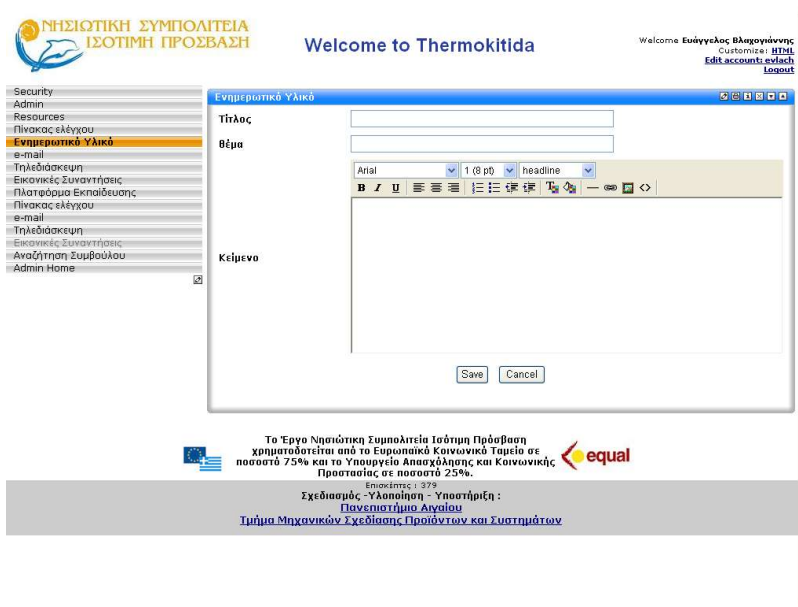 ΝΗΣΙΩΤΙΚΗ ΣΥΜΠΟΛΙΤΕΙΑ
ΙΣΟΤΙΜΗ ΠΡΟΣΒΑΣΗ
Welcome to Thermokitida
Welcome Ευάγγελος Βλαχογιάννης
Customize: HTML
Edit account: evlach
Logout
Security
Admin
Resources
Πίνακας ελέγχου
Ενημερωτικό Υλικό
e-mail
Τηλεδιάσκεψη
Εικονικές Συναντήσεις
Πλατφόρμα Εκπαίδευσης
Πίνακας ελέγχου
e-mail
Τηλεδιάσκεψη
Εικονικές Συναντήσεις
Αναζήτηση Συμβούλου
Admin Home
Ενημερωτικό Υλικό
Τίτλος
Θέμα
Arial 1 (8 pt) headline
B I U
Κείμενο
Save Cancel
Το Έργο Νησιώτικη Συμπολιτεία Ισότιμη Πρόσβαση
χρηματοδοτείται από το Ευρωπαϊκό Κοινωνικό Ταμείο σε
ποσοστό 75% και το Υπουργείο Απασχόλησης και Κοινωνικής
Προστασίας σε ποσοστό 25%.
equal
Επισκέπτες : 379
Σχεδιασμός -Υλοποίηση - Υποστήριξη :
Πανεπιστήμιο Αιγαίου
Τμήμα Μηχανικών Σχεδίασης Προϊόντων και Συστημάτων